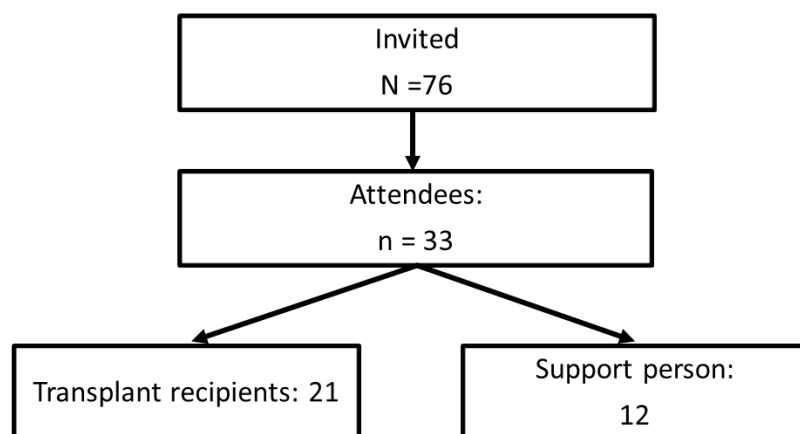 Invited
N =76
Attendees:
n = 33
Transplant recipients: 21
Support person:
12